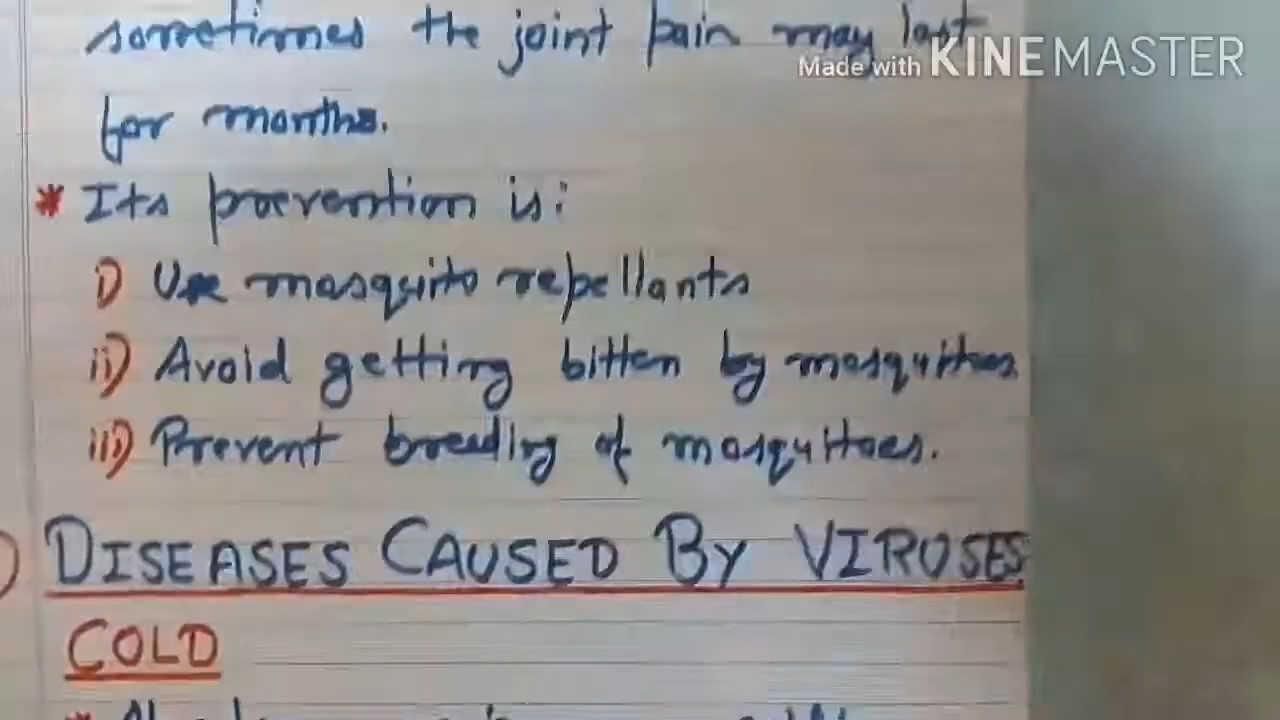 sometimes the joint pain may last
Made with KINEMASTER
for months.
* Its prevention is:
i) Use mosquito repellants
ii) Avoid getting bitten by mosquitoes
iii) Prevent breeding of mosquitoes.
DISEASES CAUSED BY VIRUSES
COLD
*